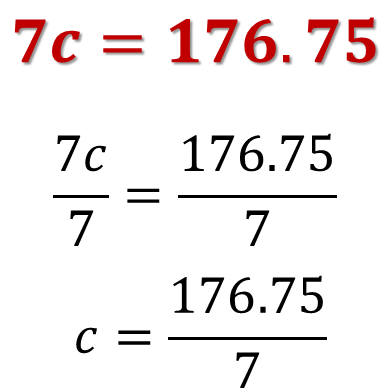 7c = 176.75
7c/7 = 176.75/7
c = 176.75/7